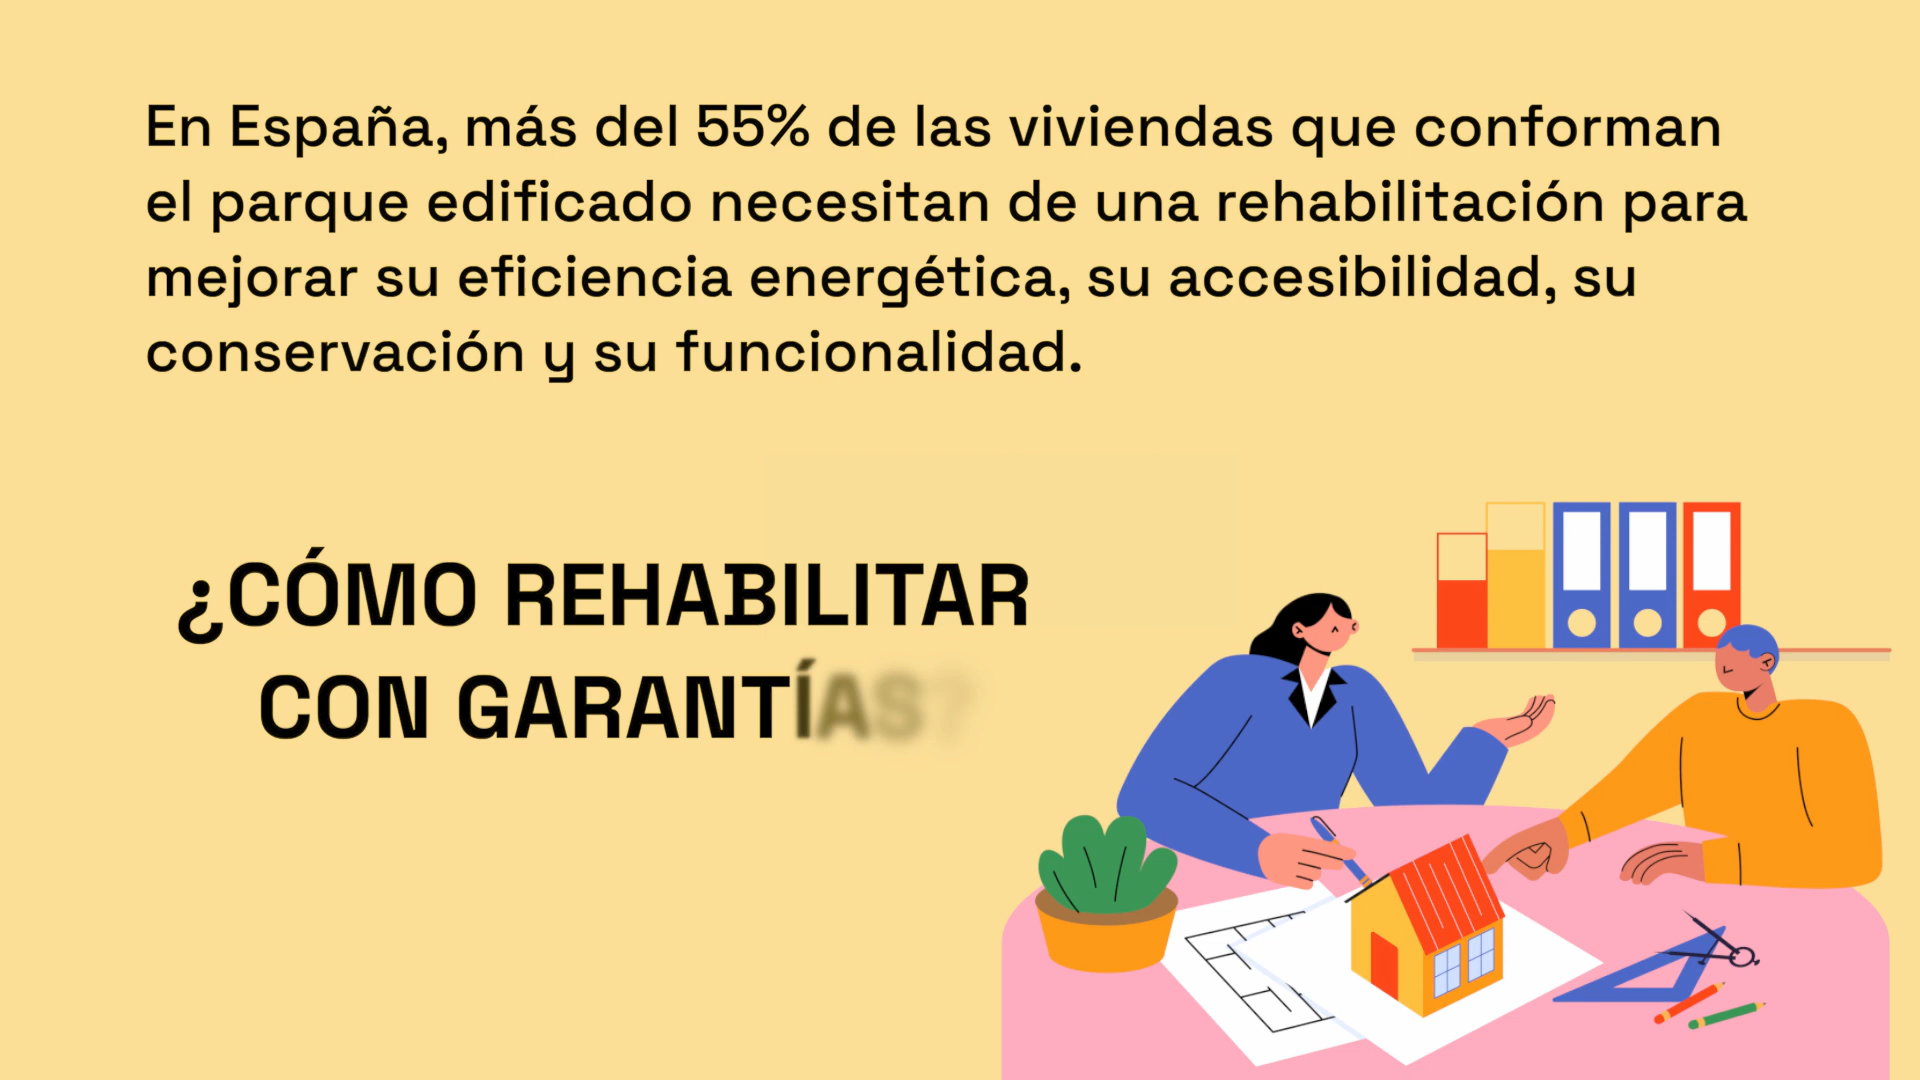 En España, más del 55% de las viviendas que conforman
el parque edificado necesitan de una rehabilitación para
mejorar su eficiencia energética, su accesibilidad, su
conservación y su funcionalidad.
¿CÓMO REHABILITAR
CON GARANTÍAS?